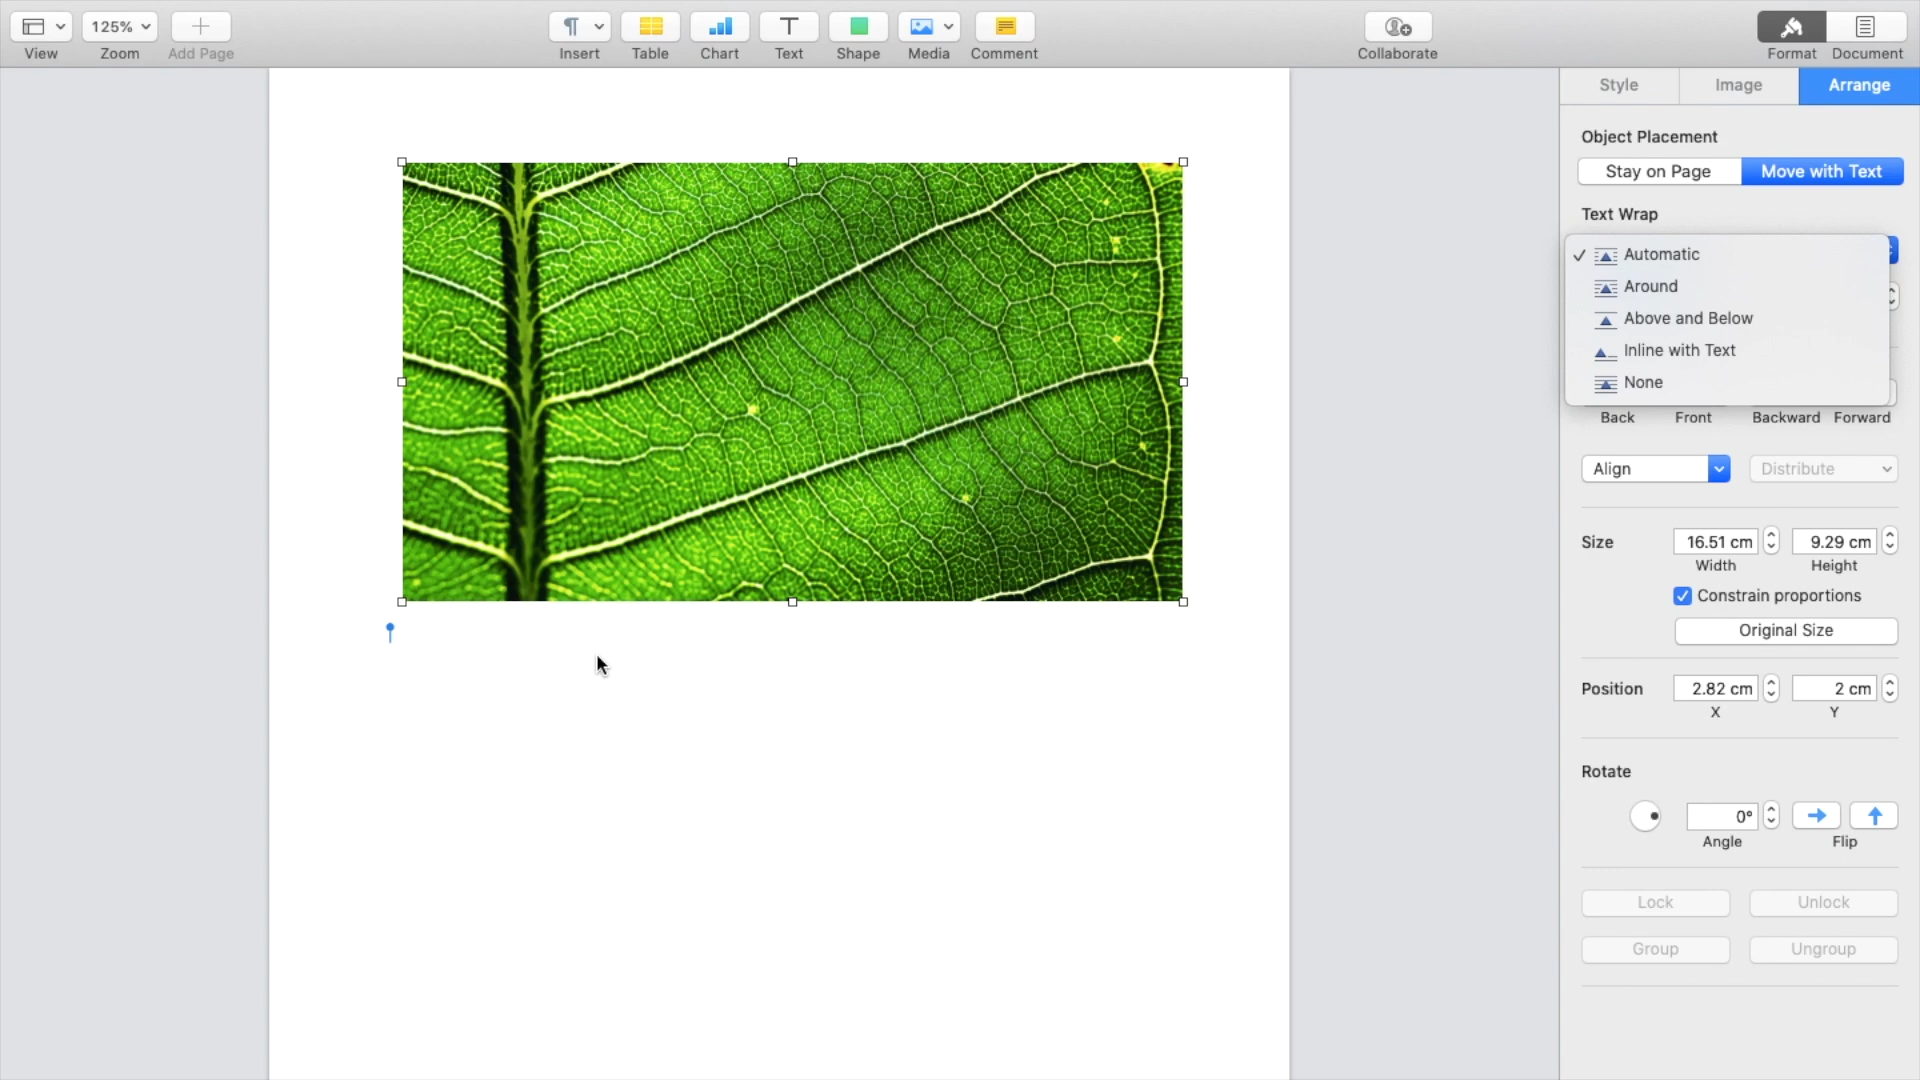 125%
View Zoom Add Page Insert Table Chart Text Shape Media Comment Collaborate Format Document
Style Image Arrange
Object Placement
Stay on Page Move with Text
Text Wrap
Automatic
Around
Above and Below
Inline with Text
None
Back Front Backward Forward
Align Distribute
Size 16.51 cm 9.29 cm
Width Height
Constrain proportions
Original Size
Position 2.82 cm 2 cm
X Y
Rotate
0°
Angle Flip
Lock Unlock
Group Ungroup